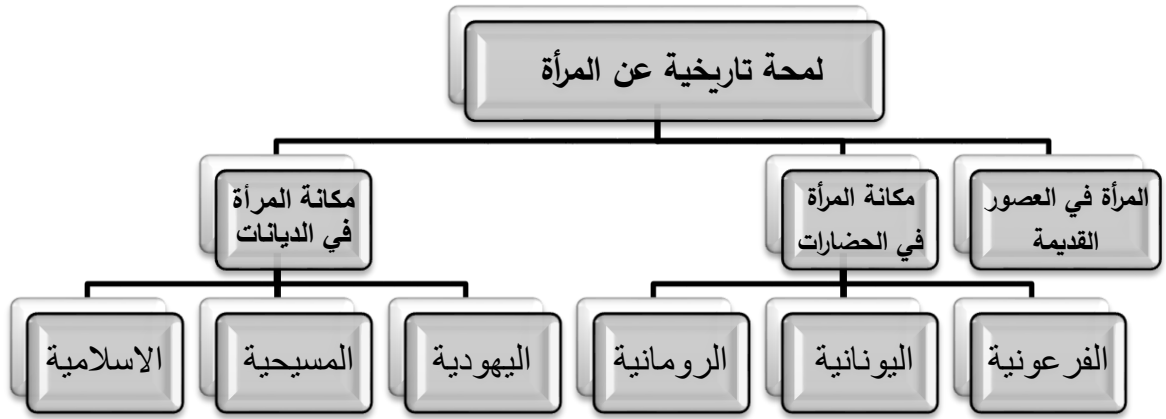 لمحة تاريخية عن المرأة
المرأة في العصور
القديمة
مكانة المرأة
في الحضارات
مكانة المرأة
في الديانات
الفرعونية
اليونانية
الرومانية
اليهودية
المسيحية
الاسلامية